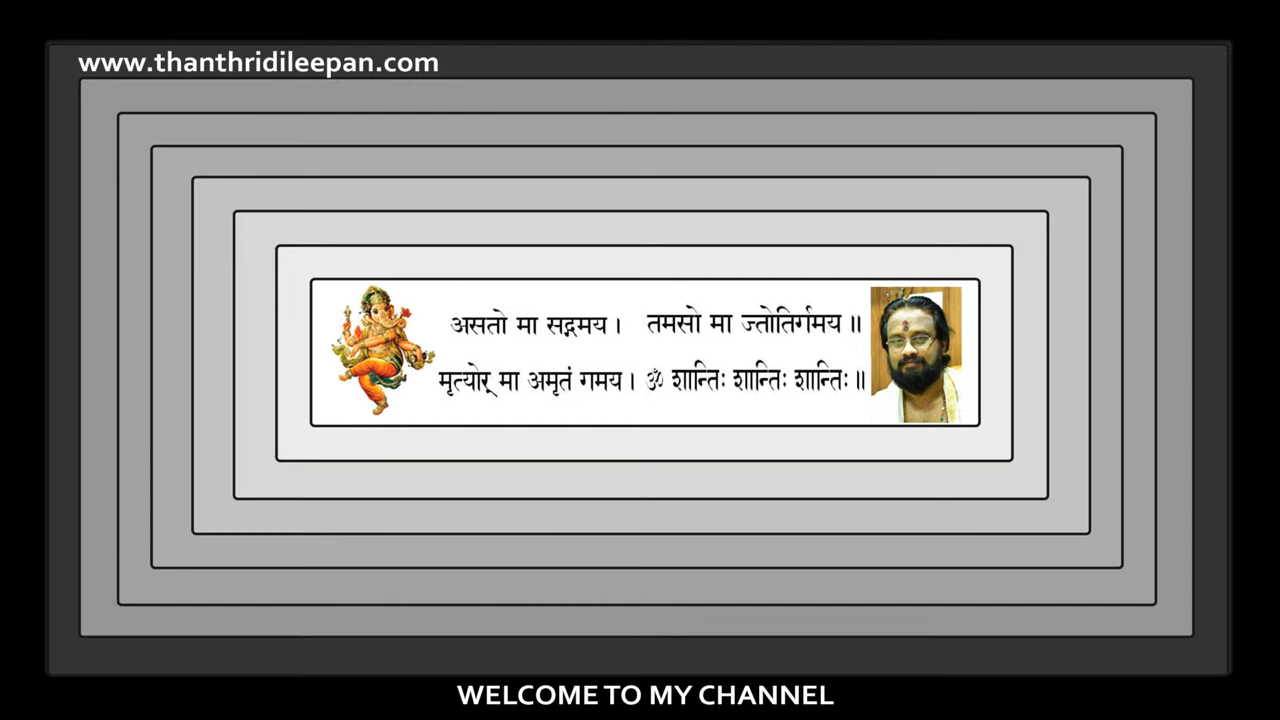 www.thanthridileepan.com
असतो मा सद्गमय। तमसो मा ज्तोतिर्गमय॥
मृत्योर् मा अमृतं गमय। ॐ शान्तिः शान्तिः शान्तिः॥
WELCOME TO MY CHANNEL